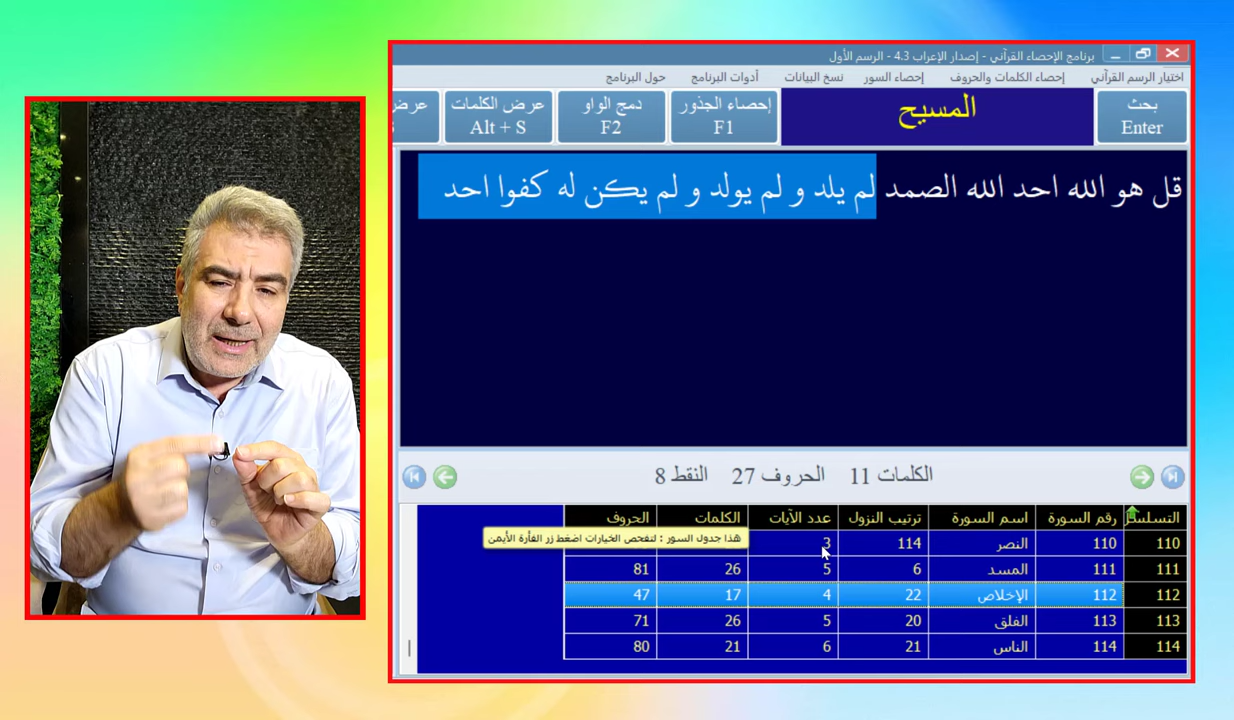 برنامج الإحصاء القرآني - إصدار الإعراب 4.3 - الرسم الأول
اختيار الرسم القرآني إحصاء الكلمات والحروف إحصاء السور نسخ البيانات أدوات البرنامج حول البرنامج
بحث
Enter
المسيح
إحصاء الجذور
F1
دمج الواو
F2
عرض الكلمات
Alt + S
عرض
قل هو الله احد الله الصمد لم يلد و لم يولد و لم يكن له كفوا احد
الكلمات 11 الحروف 27 النقط 8
التسلسل رقم السورة اسم السورة ترتيب النزول عدد الآيات الكلمات الحروف
هذا جدول السور : لتفحص الخيارات اضغط زر الفأرة الأيمن
110 110 النصر 114 3
111 111 المسد 6 5 26 81
112 112 الإخلاص 22 4 17 47
113 113 الفلق 20 5 26 71
114 114 الناس 21 6 21 80